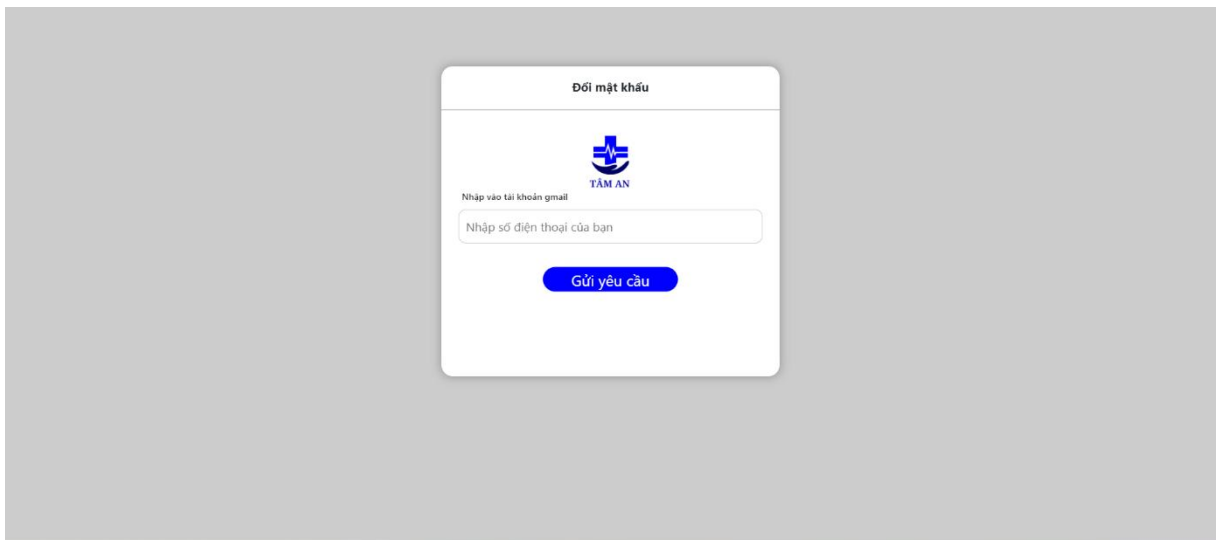 Đổi mật khẩu
TÂM AN
Nhập vào tài khoản gmail
Nhập số điện thoại của bạn
Gửi yêu cầu